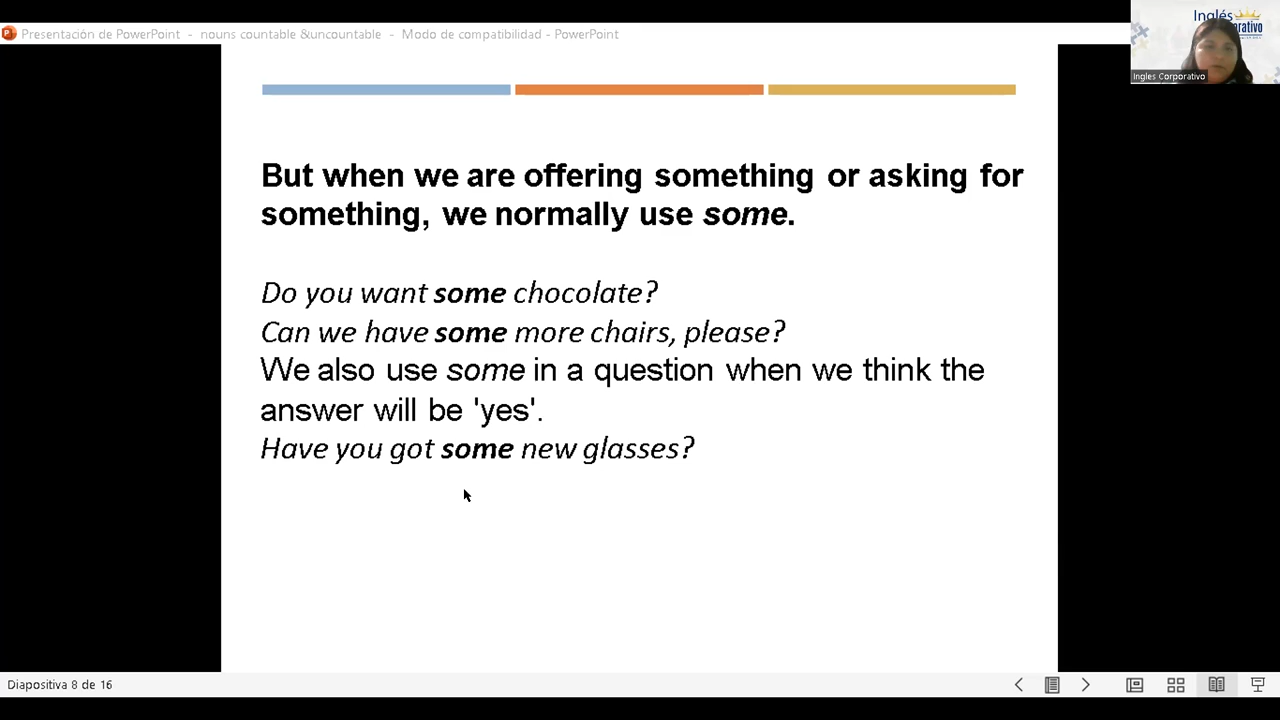 Presentación de PowerPoint - nouns countable &uncountable - Modo de compatibilidad - PowerPoint
Inglés
Ingles Corporativo
But when we are offering something or asking for
something, we normally use some.
Do you want some chocolate?
Can we have some more chairs, please?
We also use some in a question when we think the
answer will be 'yes'.
Have you got some new glasses?
Diapositiva 8 de 16